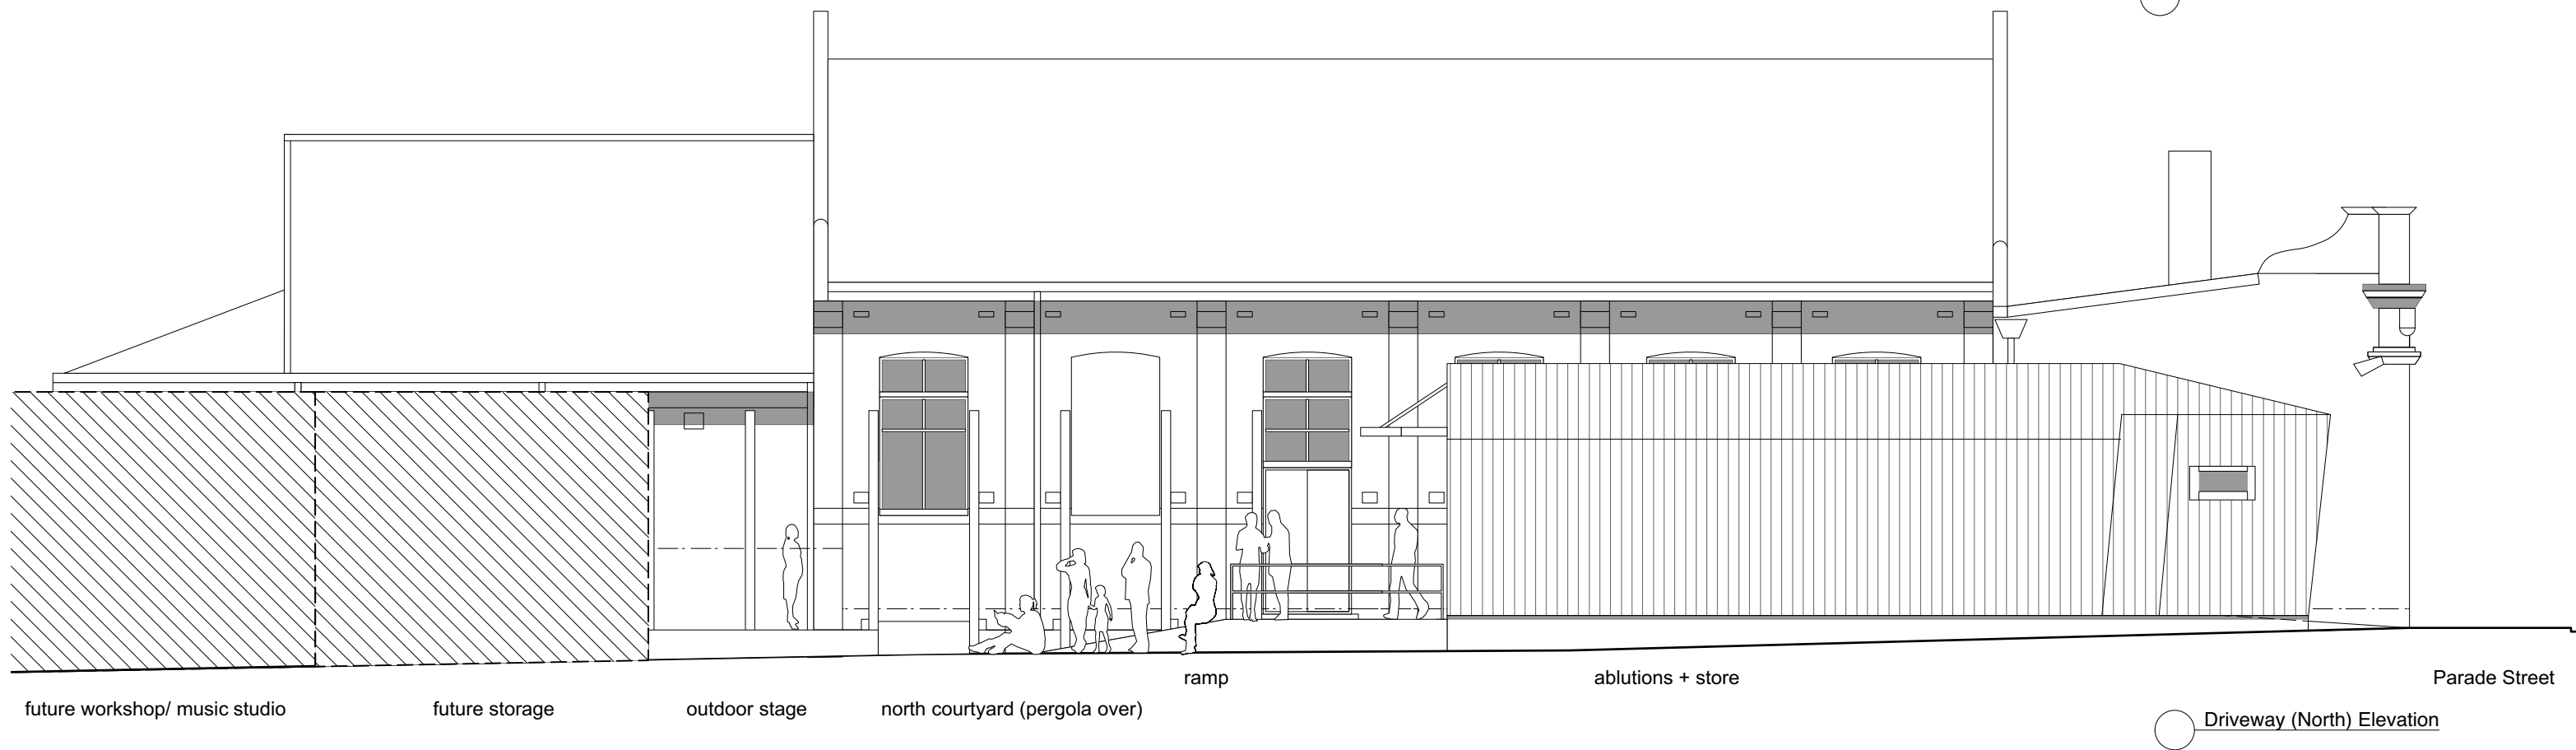 ramp
ablutions + store
Parade Street
future workshop/ music studio
future storage
outdoor stage
north courtyard (pergola over)
Driveway (North) Elevation